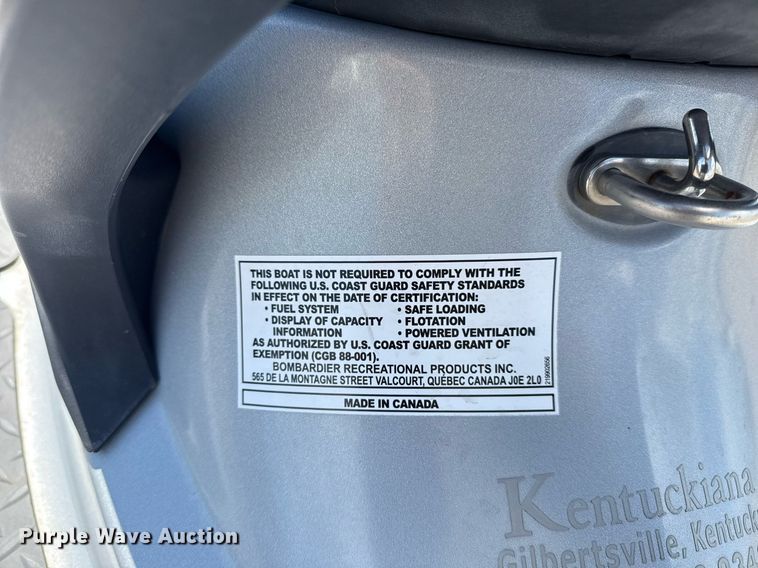 THIS BOAT IS NOT REQUIRED TO COMPLY WITH THE
FOLLOWING U.S. COAST GUARD SAFETY STANDARDS
IN EFFECT ON THE DATE OF CERTIFICATION:
• FUEL SYSTEM • SAFE LOADING
• DISPLAY OF CAPACITY • FLOTATION
INFORMATION • POWERED VENTILATION
AS AUTHORIZED BY U.S. COAST GUARD GRANT OF
EXEMPTION (CGB 88-001).
BOMBARDIER RECREATIONAL PRODUCTS INC.
565 DE LA MONTAGNE STREET VALCOURT, QUÉBEC CANADA J0E 2L0
219902656
MADE IN CANADA
Kentuckiana
Gilbertsville, Kentuck
Purple Wave Auction